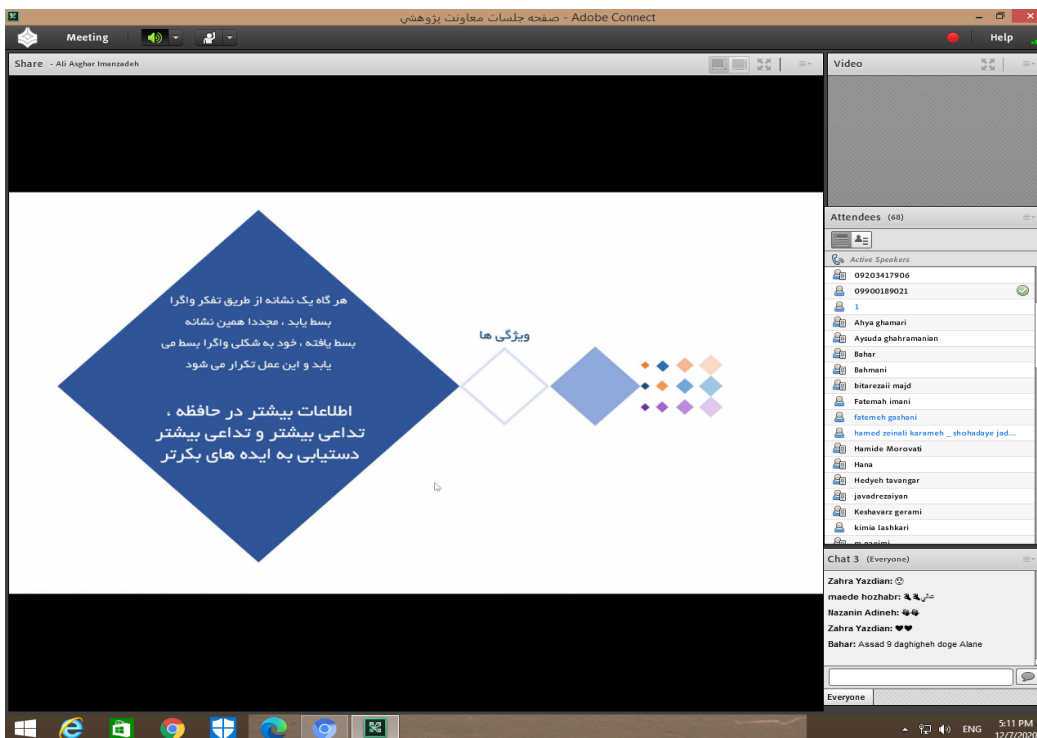 صفحه جلسات معاونت پژوهشي - Adobe Connect
Meeting
Help
Share - Ali Asghar Imanzadeh
هر گاه یک نشانه از طریق تفکر واگرا
بسط یابد ، مجددا همین نشانه
بسط یافته ، خود به شکلی واگرا بسط می
یابد و این عمل تکرار می شود
اطلاعات بیشتر در حافظه ،
تداعی بیشتر و تداعی بیشتر
دستیابی به ایده های بکرتر
ویژگی ها
Video
Attendees (68)
Active Speakers
09203417906
09900189021
1
Ahya ghamari
Aysuda ghahramanian
Bahar
Bahmani
bitarezaii majd
Fatemah imani
fatemeh gashani
hamed zeinali karameh _ shohadaye jad...
Hamide Morovati
Hana
Hedyeh tavangar
javadrezaiyan
Keshavarz gerami
kimia lashkari
Chat 3 (Everyone)
Zahra Yazdian: ☹
maede hozhabr: عالي
Nazanin Adineh:
Zahra Yazdian: ♥♥
Bahar: Assad 9 daghigheh doge Alane
Everyone
ENG
5:11 PM
12/7/2020